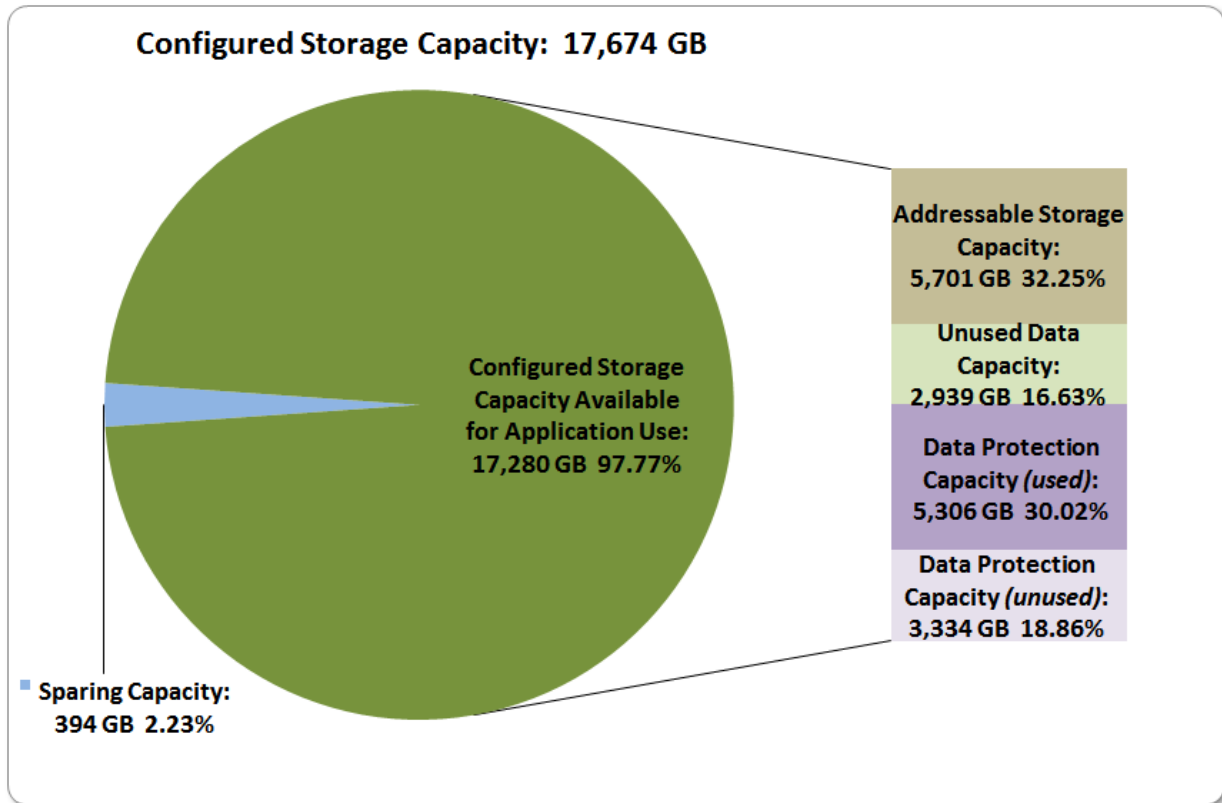 Configured Storage Capacity:  17,674 GB
Addressable Storage
Capacity:
5,701 GB  32.25%
Unused Data
Capacity:
2,939 GB  16.63%
Configured Storage
Capacity Available
for Application Use:
17,280 GB  97.77%
Data Protection
Capacity (used):
5,306 GB  30.02%
Data Protection
Capacity (unused):
3,334 GB  18.86%
Sparing Capacity:
394 GB  2.23%